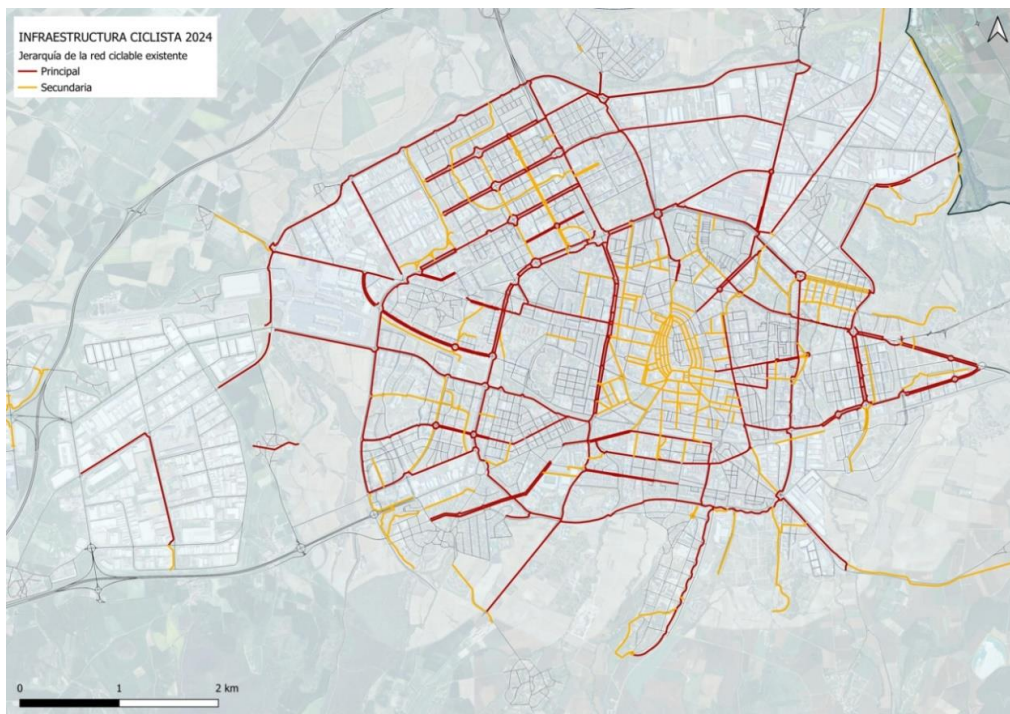 INFRAESTRUCTURA CICLISTA 2024
Jerarquía de la red ciclable existente
Principal
Secundaria
0 1 2 km